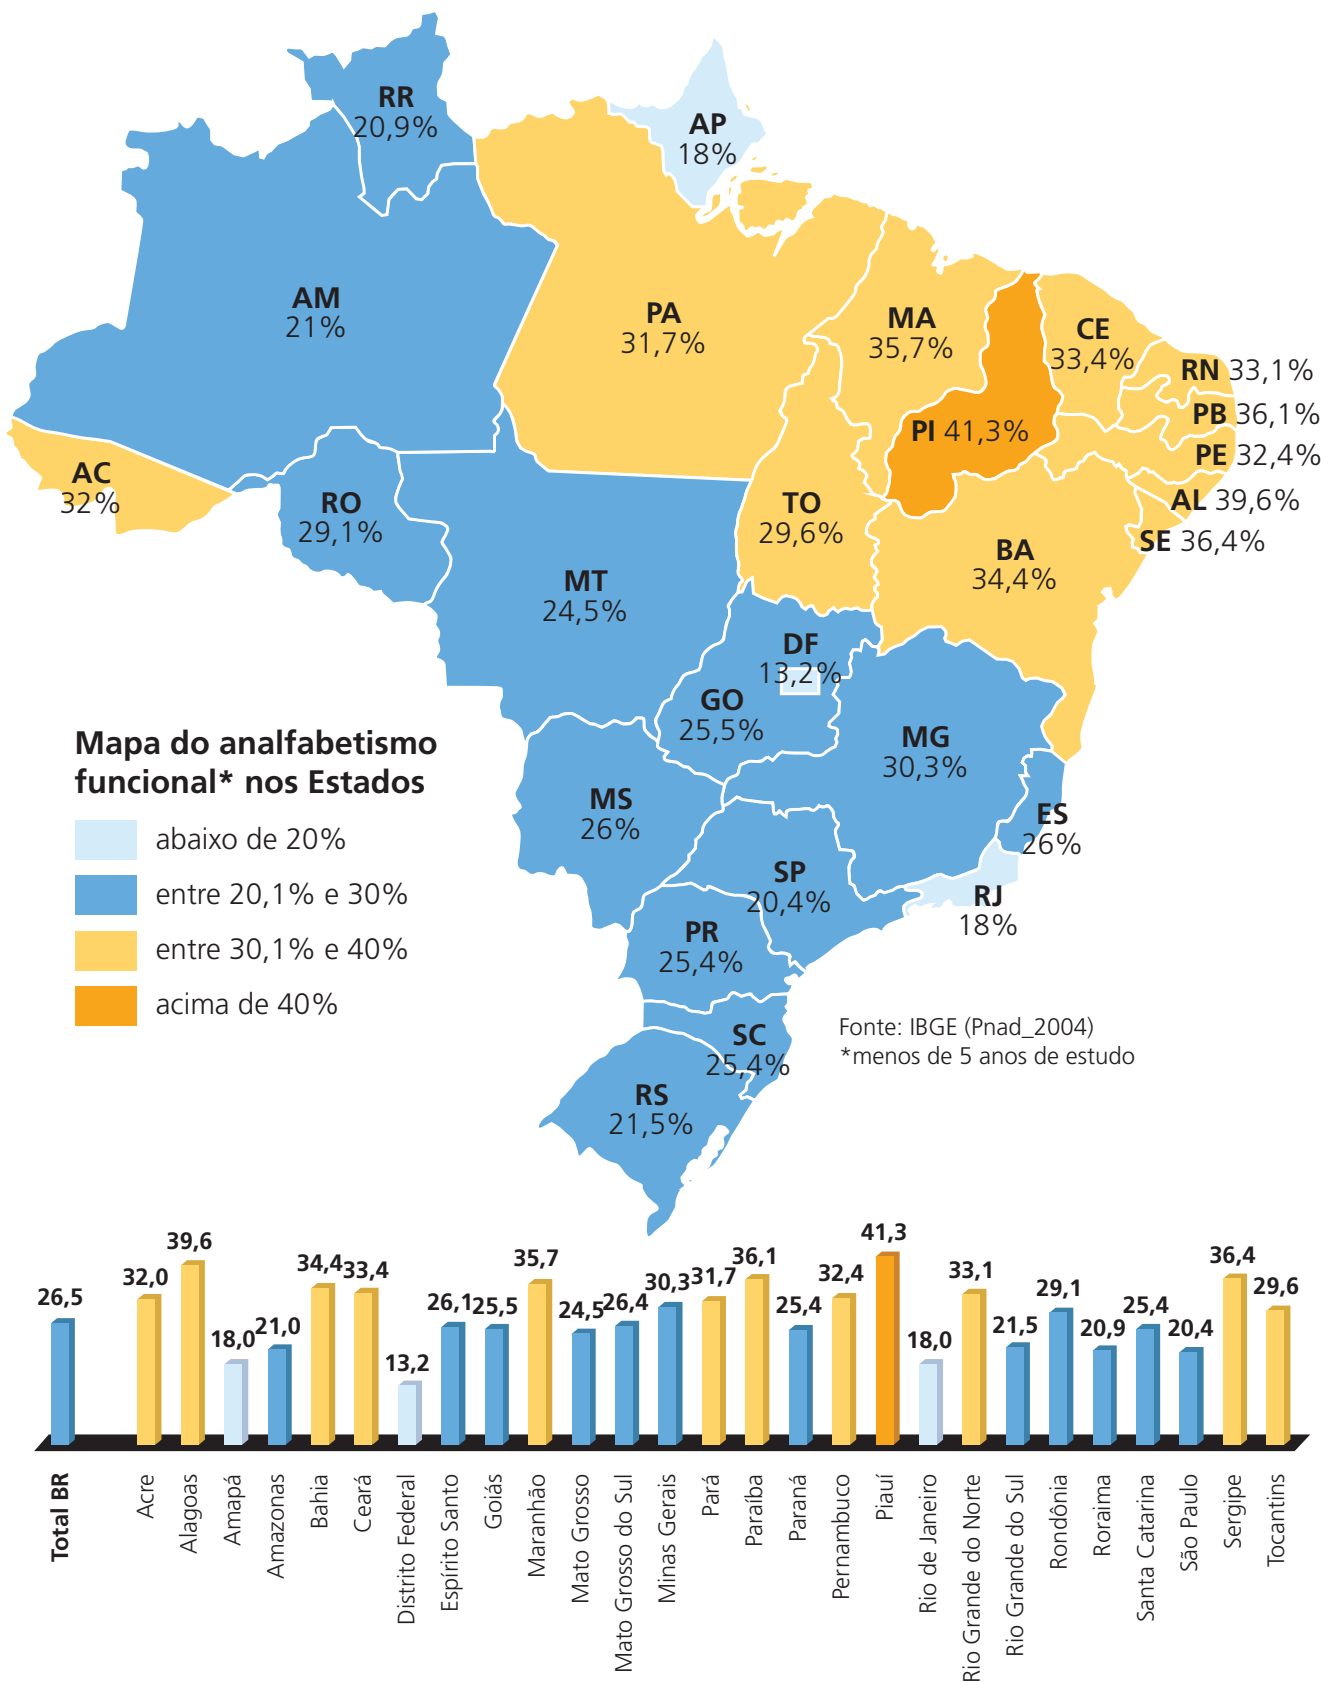 RR
20,9%
AP
18%
AM
21%
PA
31,7%
MA
35,7%
CE
33,4%
RN 33,1%
PB 36,1%
PI 41,3%
PE 32,4%
AC
32%
RO
29,1%
TO
29,6%
AL 39,6%
SE 36,4%
BA
34,4%
MT
24,5%
DF
13,2%
GO
25,5%
MG
30,3%
Mapa do analfabetismo
funcional* nos Estados
abaixo de 20%
entre 20,1% e 30%
entre 30,1% e 40%
acima de 40%
MS
26%
ES
26%
SP
20,4%
RJ
18%
PR
25,4%
SC
25,4%
RS
21,5%
Fonte: IBGE (Pnad_2004)
*menos de 5 anos de estudo
26,5
32,0
39,6
18,0
21,0
34,4
33,4
13,2
26,1
25,5
35,7
24,5
26,4
30,3
31,7
36,1
25,4
32,4
41,3
18,0
33,1
21,5
29,1
20,9
25,4
20,4
36,4
29,6
Total BR
Acre
Alagoas
Amapá
Amazonas
Bahia
Ceará
Distrito Federal
Espírito Santo
Goiás
Maranhão
Mato Grosso
Mato Grosso do Sul
Minas Gerais
Pará
Paraíba
Paraná
Pernambuco
Piauí
Rio de Janeiro
Rio Grande do Norte
Rio Grande do Sul
Rondônia
Roraima
Santa Catarina
São Paulo
Sergipe
Tocantins